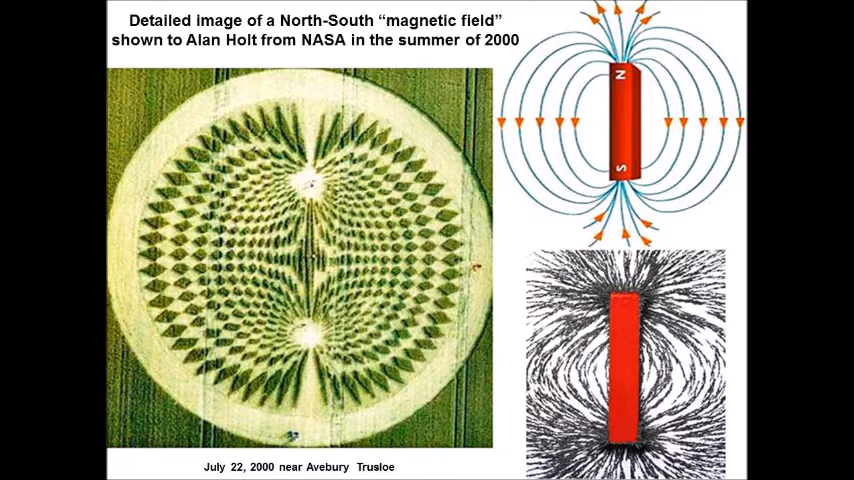 Detailed image of a North-South “magnetic field”
shown to Alan Holt from NASA in the summer of 2000
N
S
July 22, 2000 near Avebury Trusloe